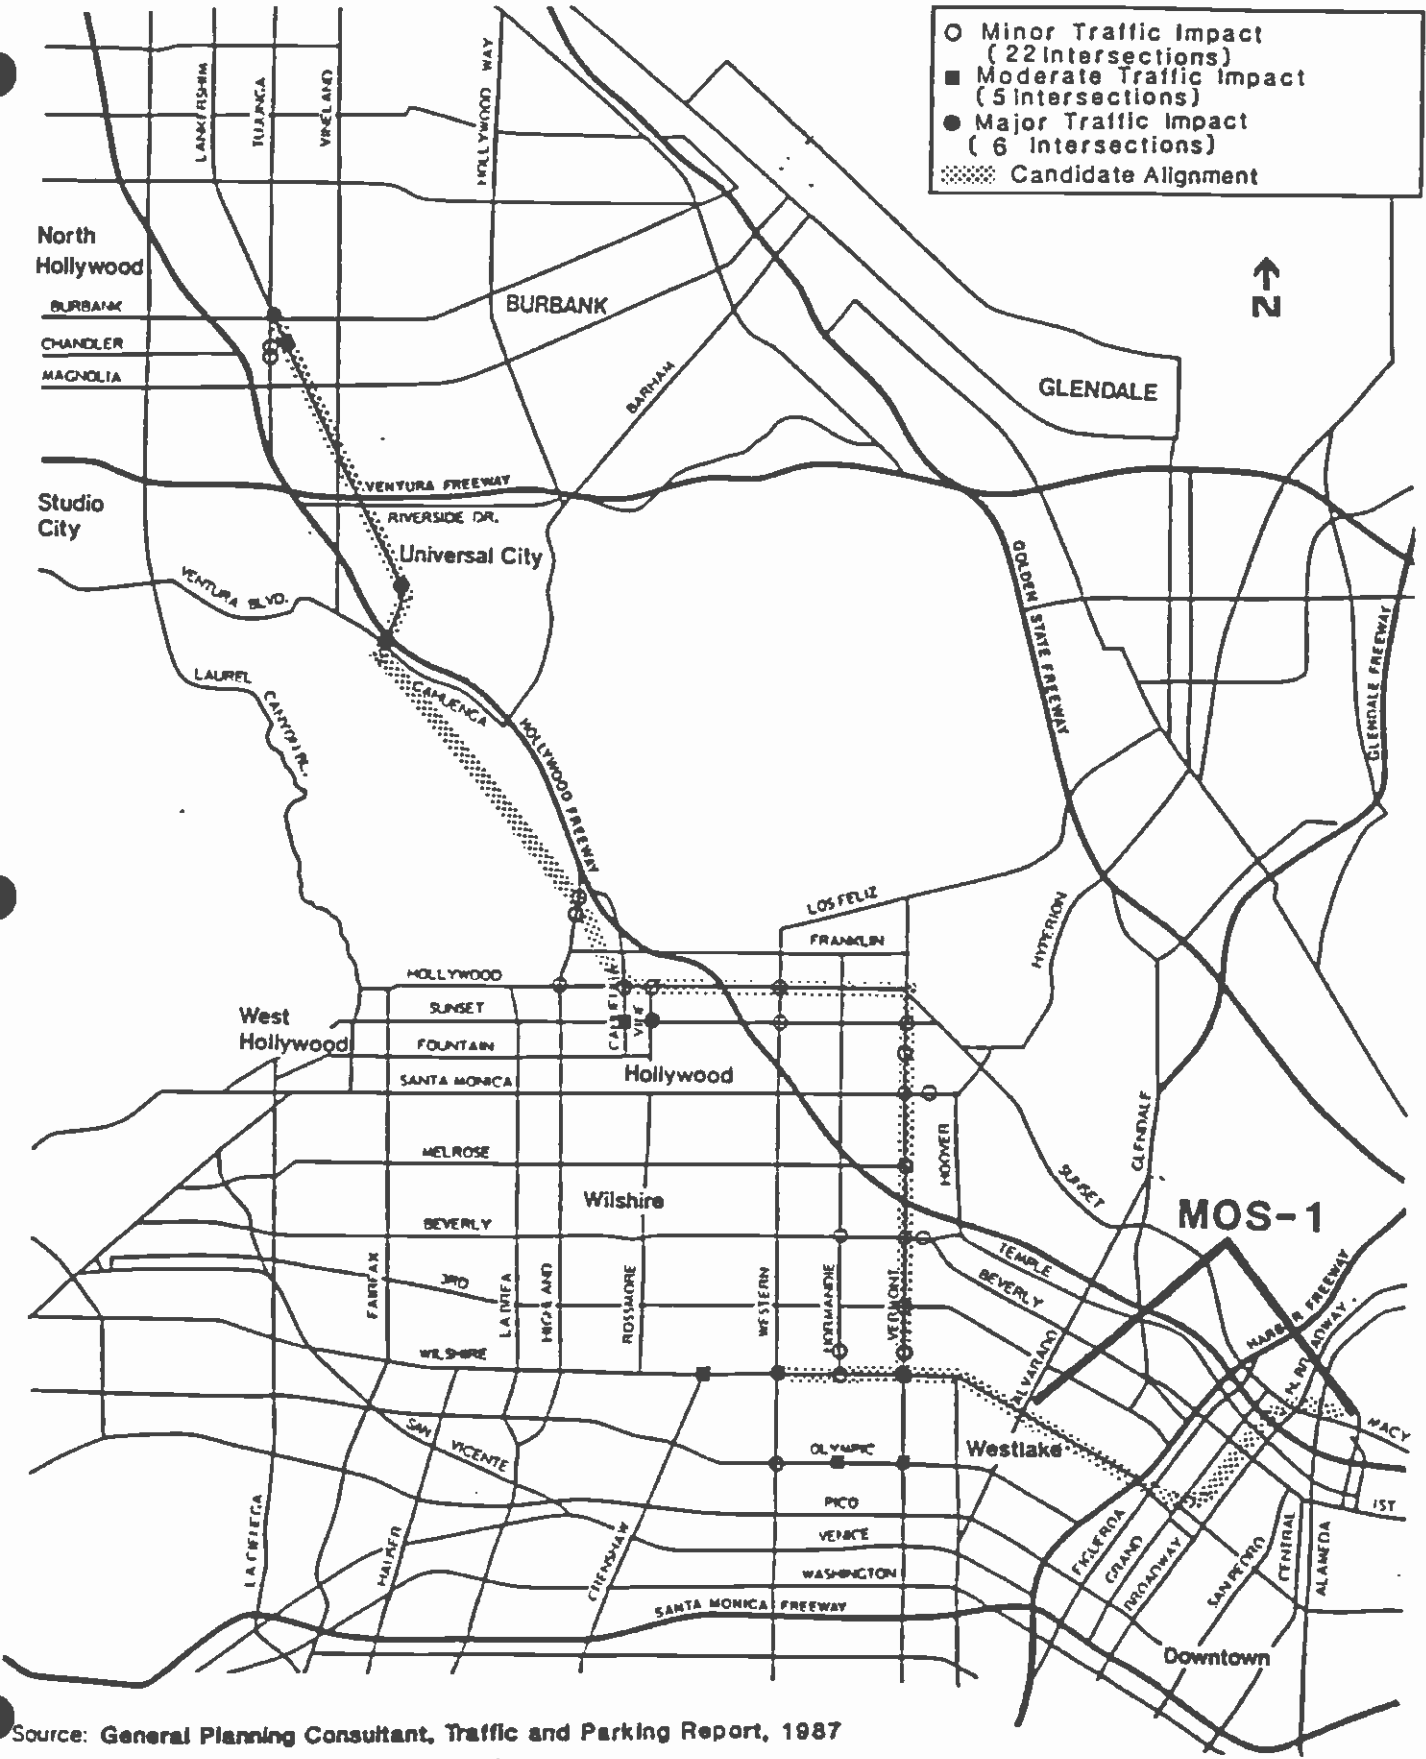 Minor Traffic Impact
( 22 Intersections)
Moderate Traffic Impact
( 5 Intersections)
Major Traffic Impact
( 6 Intersections)
Candidate Alignment
LANKERSHIM
TUJUNGA
VINELAND
HOLLYWOOD WAY
North
Hollywood
N
BURBANK
BURBANK
CHANDLER
MAGNOLIA
BARHAM
GLENDALE
VENTURA FREEWAY
Studio
City
RIVERSIDE DR.
Universal City
VENTURA BLVD.
GOLDEN STATE FREEWAY
GLENDALE FREEWAY
LAUREL
CANYON BL.
CAHUENGA
HOLLYWOOD FREEWAY
LOS FELIZ
HYPERION
FRANKLIN
HOLLYWOOD
West
Hollywood
SUNSET
VINE
FOUNTAIN
SANTA MONICA
Hollywood
MELROSE
HOOVER
GLENDALE
SUNSET
Wilshire
MOS-1
BEVERLY
TEMPLE
BEVERLY
3RD
FAIRFAX
LA BREA
HIGHLAND
ROSSMORE
WESTERN
NORMANDIE
VERMONT
HARBOR FREEWAY
N. BROADWAY
WILSHIRE
ALVARADO
MACY
SAN VICENTE
OLYMPIC
Westlake
PICO
1ST
VENICE
LA CIENEGA
HAUSER
CRENSHAW
WASHINGTON
FIGUEROA
GRAND
BROADWAY
SAN PEDRO
CENTRAL
ALAMEDA
SANTA MONICA FREEWAY
Downtown
Source: General Planning Consultant, Traffic and Parking Report, 1987